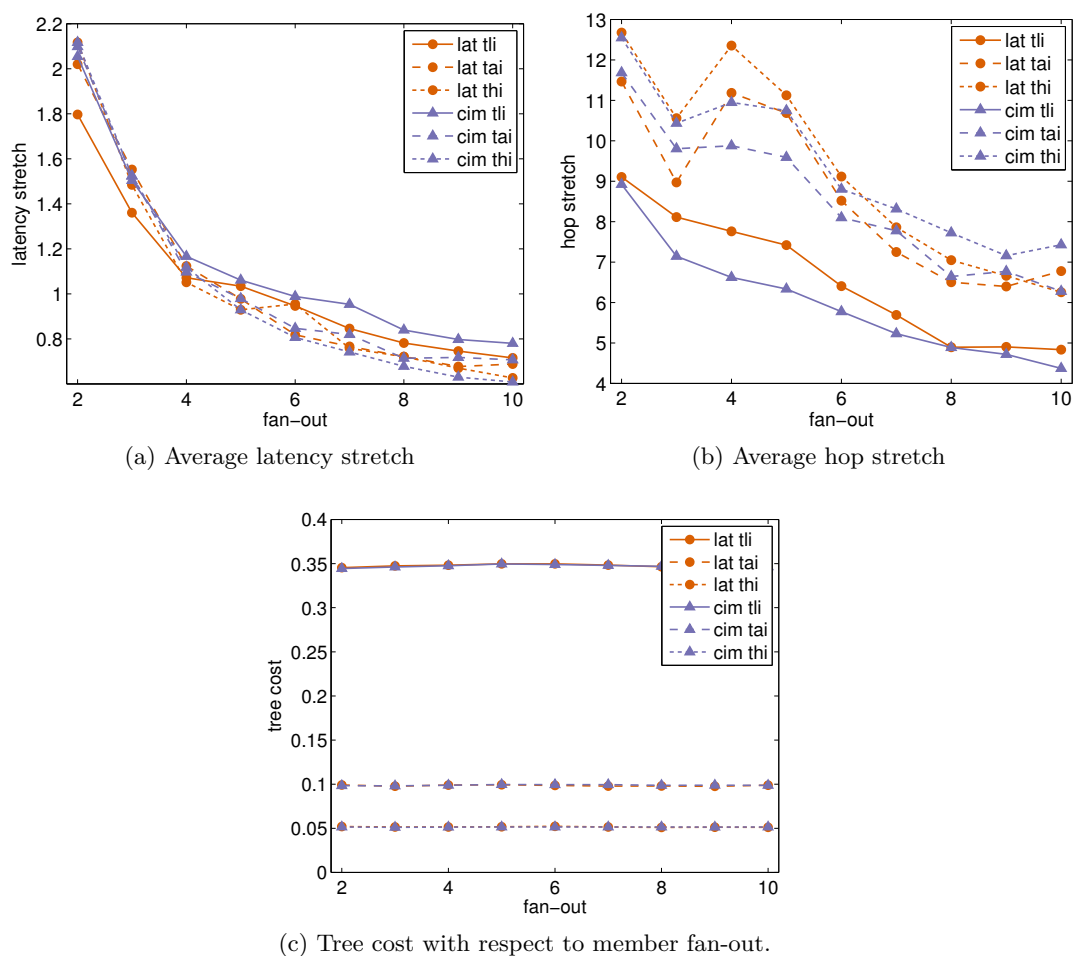 2.2
2
1.8
1.6
1.4
1.2
1
0.8
latency stretch
2 4 6 8 10
fan−out
lat tli
lat tai
lat thi
cim tli
cim tai
cim thi
(a) Average latency stretch
13
12
11
10
9
8
7
6
5
4
hop stretch
2 4 6 8 10
fan−out
lat tli
lat tai
lat thi
cim tli
cim tai
cim thi
(b) Average hop stretch
0.4
0.35
0.3
0.25
0.2
0.15
0.1
0.05
0
tree cost
2 4 6 8 10
fan−out
lat tli
lat tai
lat thi
cim tli
cim tai
cim thi
(c) Tree cost with respect to member fan-out.